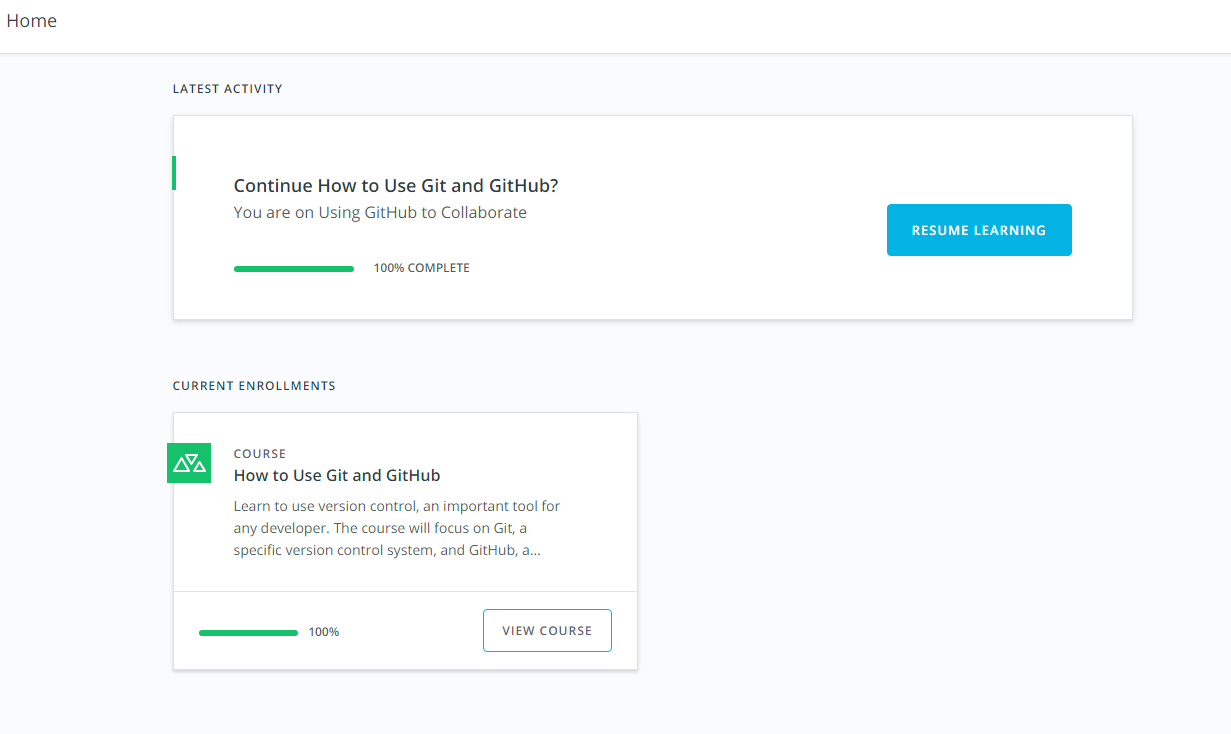 Home
LATEST ACTIVITY
Continue How to Use Git and GitHub?
You are on Using GitHub to Collaborate
RESUME LEARNING
100% COMPLETE
CURRENT ENROLLMENTS
COURSE
How to Use Git and GitHub
Learn to use version control, an important tool for
any developer. The course will focus on Git, a
specific version control system, and GitHub, a...
100%
VIEW COURSE